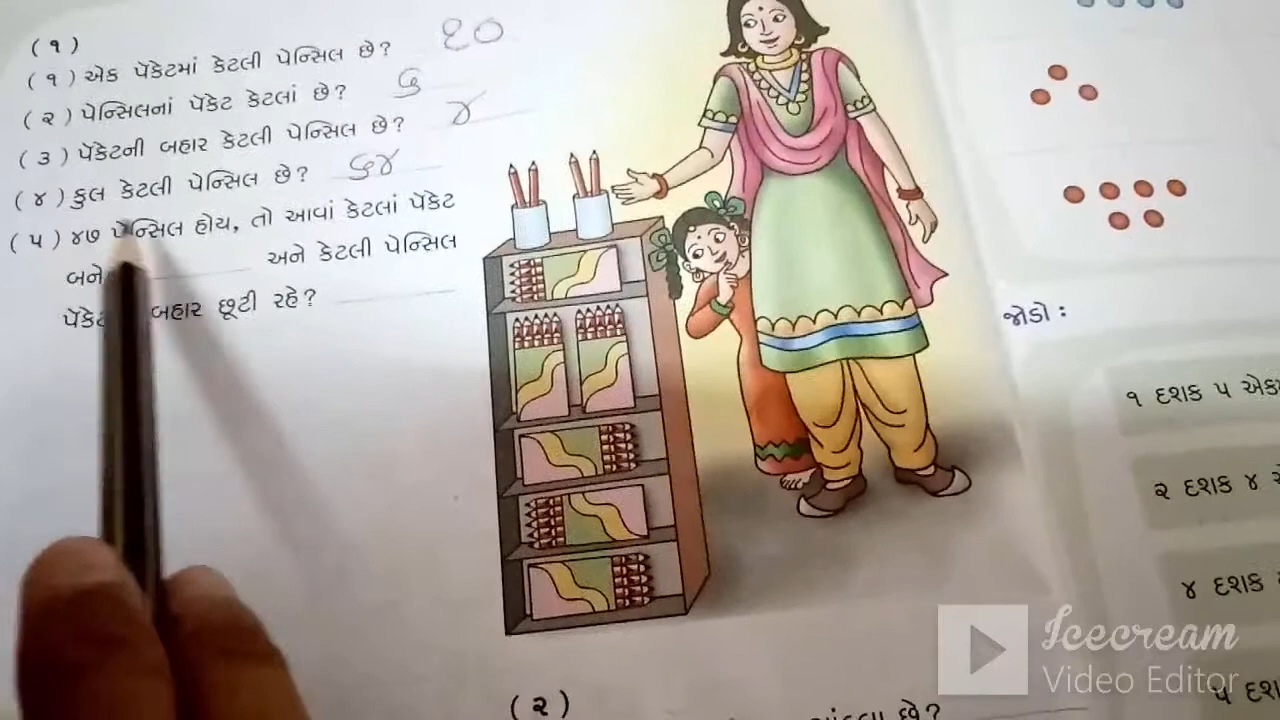 (૧)
(૧) એક પૅકેટમાં કેટલી પેન્સિલ છે? ૧૦
(૨) પેન્સિલનાં પૅકેટ કેટલાં છે? ૬
(૩) પૅકેટની બહાર કેટલી પેન્સિલ છે? ૪
(૪) કુલ કેટલી પેન્સિલ છે? ૬૪
(૫) ૪૭ પેન્સિલ હોય, તો આવાં કેટલાં પૅકેટ
બને અને કેટલી પેન્સિલ
બહાર છૂટી રહે?
જોડો :
૧ દશક ૫
૨ દશક ૪
૪ દશક
૫
(૨)
છે?
Icecream
Video Editor